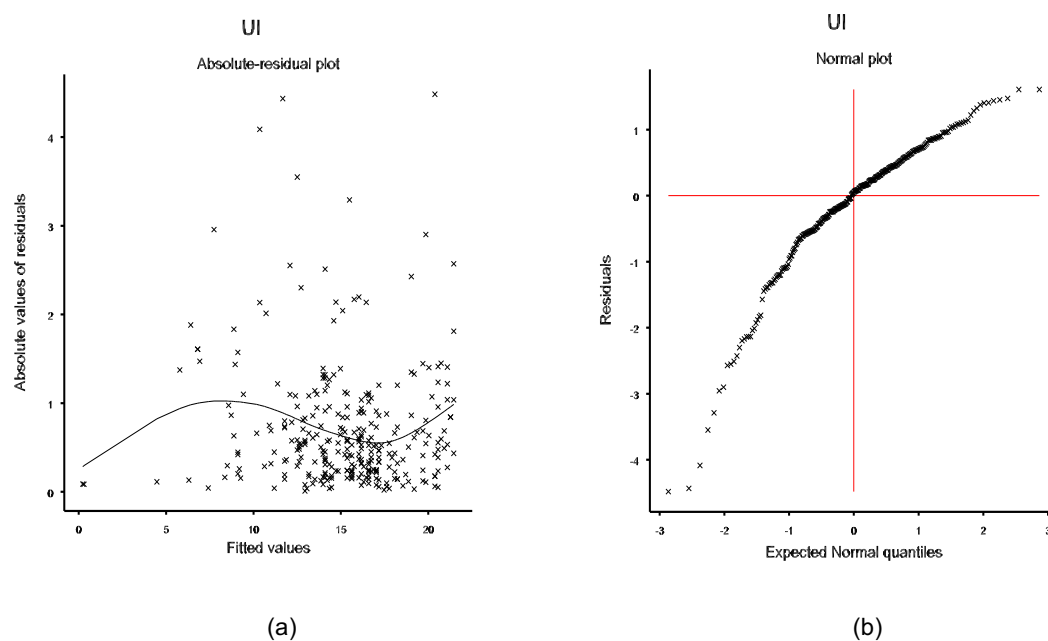 UI
Absolute-residual plot
Absolute values of residuals
4
3
2
1
0
0 5 10 15 20
Fitted values
(a)
UI
Normal plot
Residuals
1
0
-1
-2
-3
-4
-3 -2 -1 0 1 2 3
Expected Normal quantiles
(b)